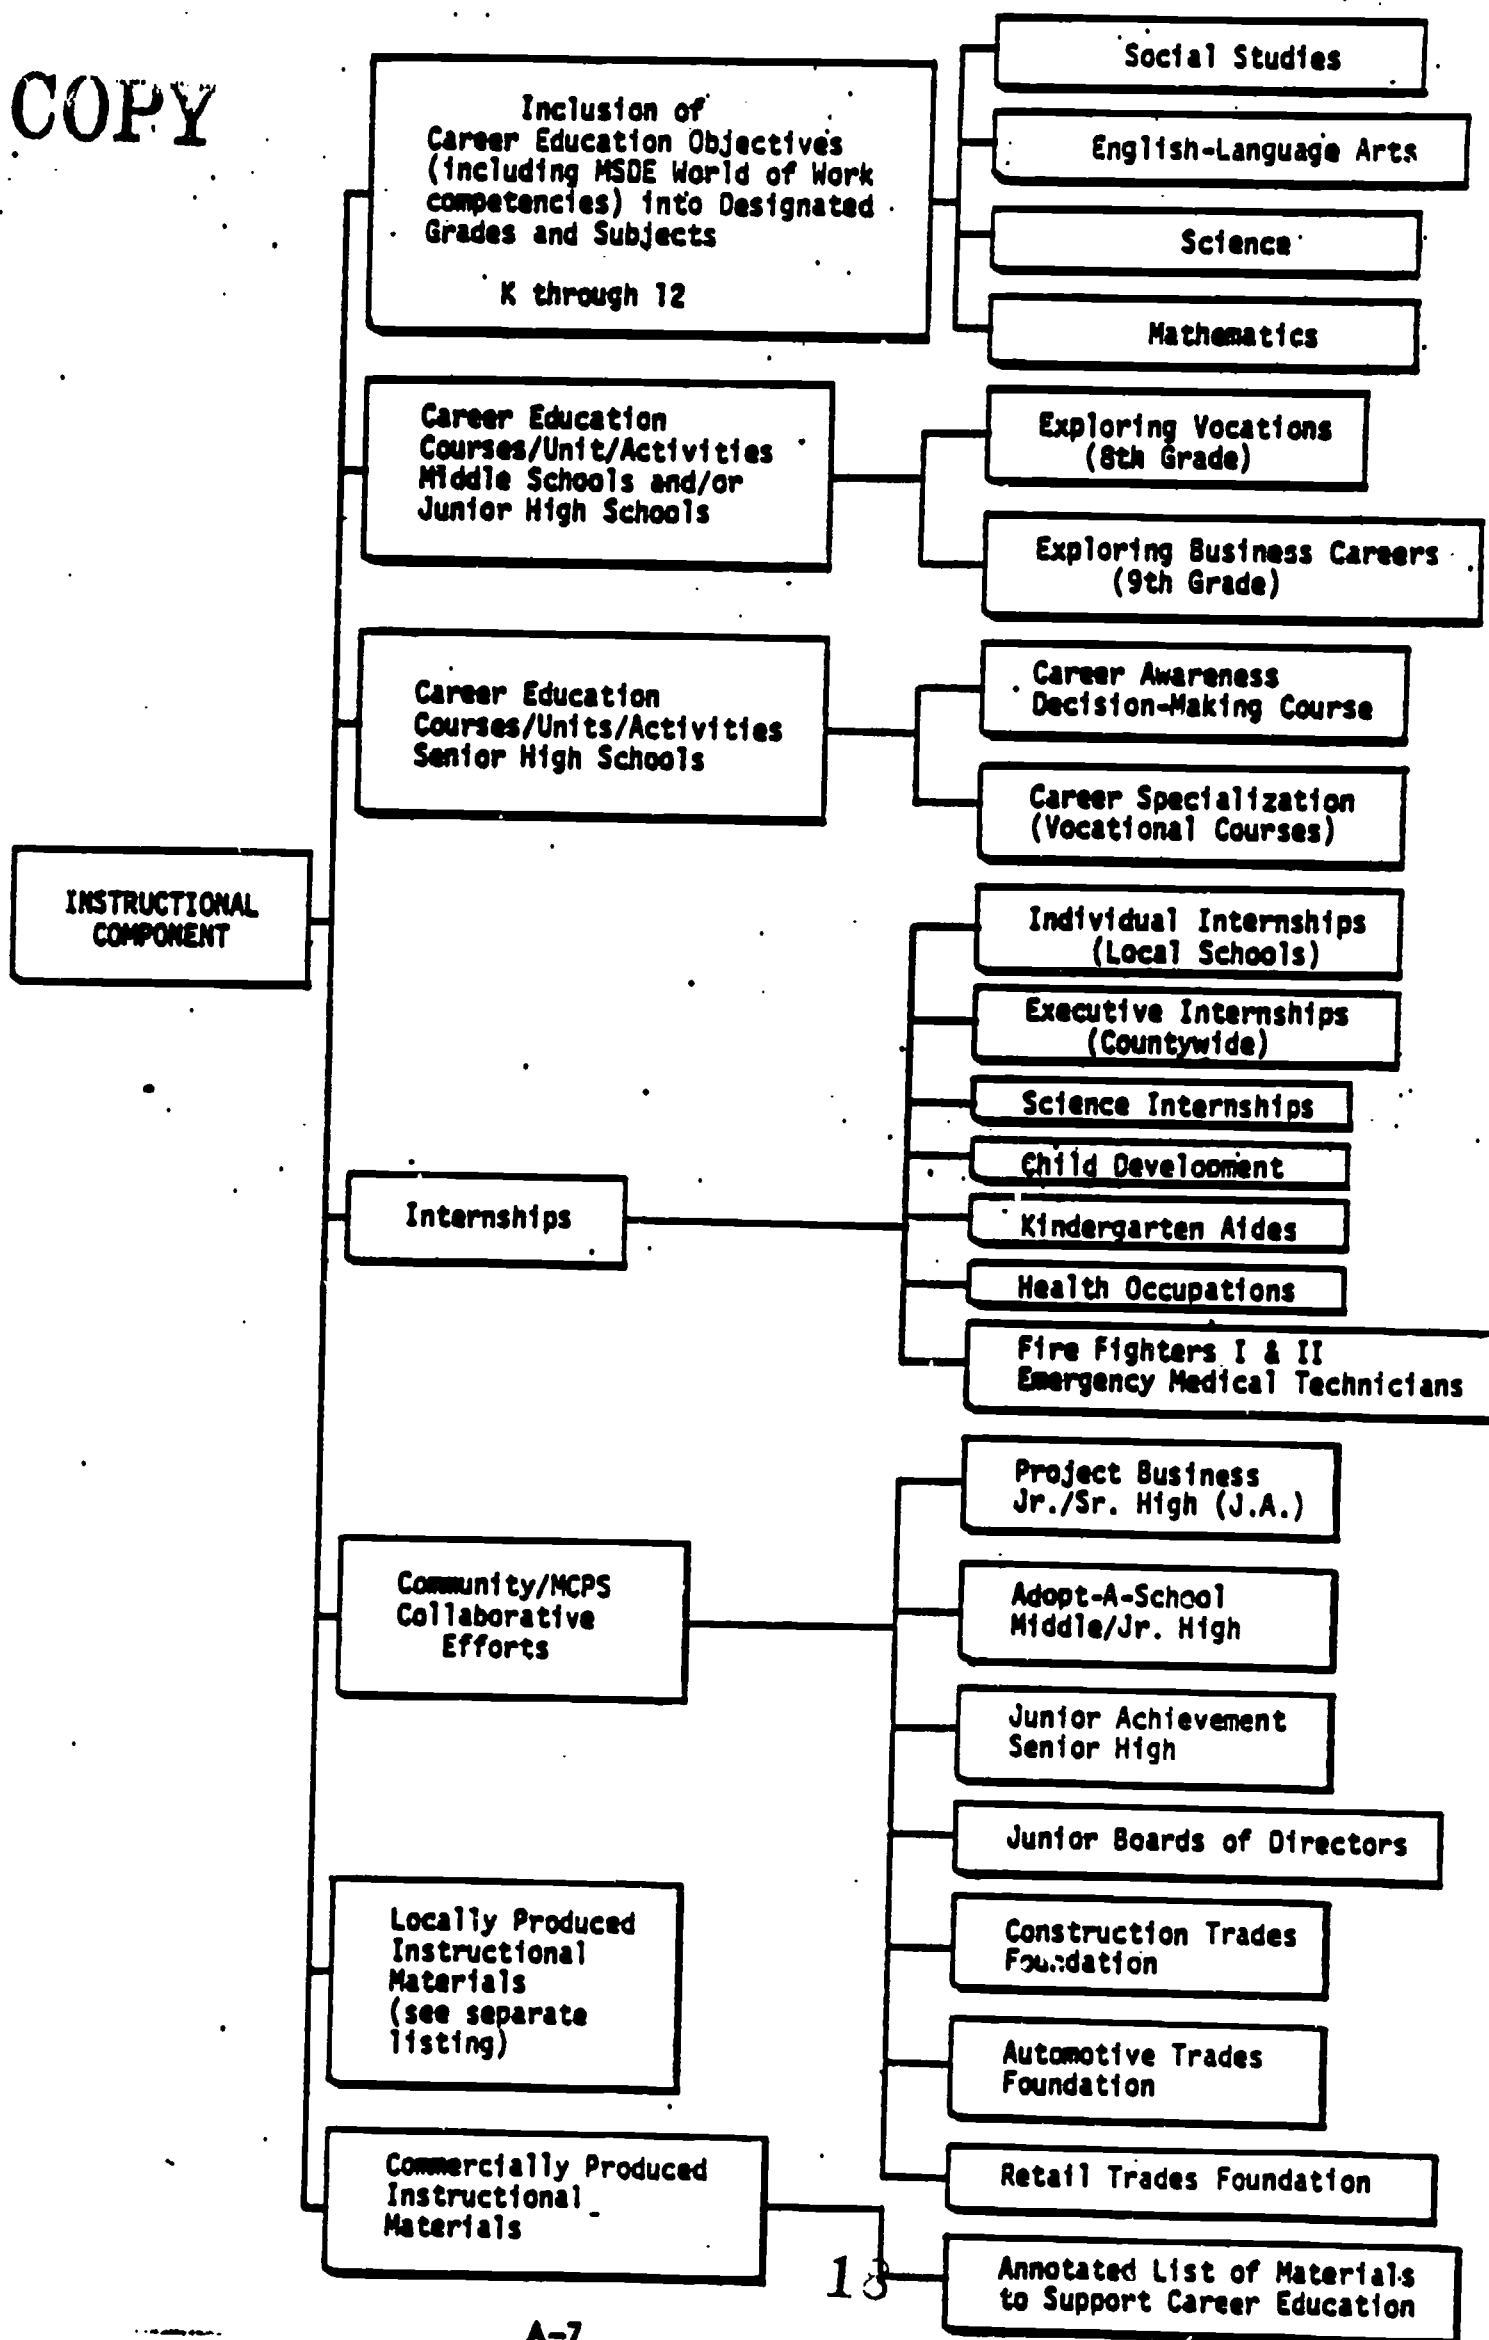 COPY
INSTRUCTIONAL
COMPONENT
Inclusion of
Career Education Objectives
(including MSDE World of Work
competencies) into Designated
Grades and Subjects
K through 12
Social Studies
English-Language Arts
Science
Mathematics
Career Education
Courses/Unit/Activities
Middle Schools and/or
Junior High Schools
Exploring Vocations
(8th Grade)
Exploring Business Careers
(9th Grade)
Career Education
Courses/Units/Activities
Senior High Schools
Career Awareness
Decision-Making Course
Career Specialization
(Vocational Courses)
Internships
Individual Internships
(Local Schools)
Executive Internships
(Countywide)
Science Internships
Child Development
Kindergarten Aides
Health Occupations
Fire Fighters I & II
Emergency Medical Technicians
Community/MCPS
Collaborative
Efforts
Project Business
Jr./Sr. High (J.A.)
Adopt-A-School
Middle/Jr. High
Junior Achievement
Senior High
Junior Boards of Directors
Construction Trades
Foundation
Automotive Trades
Foundation
Retail Trades Foundation
Locally Produced
Instructional
Materials
(see separate
listing)
Commercially Produced
Instructional
Materials
Annotated List of Materials
to Support Career Education
A-7